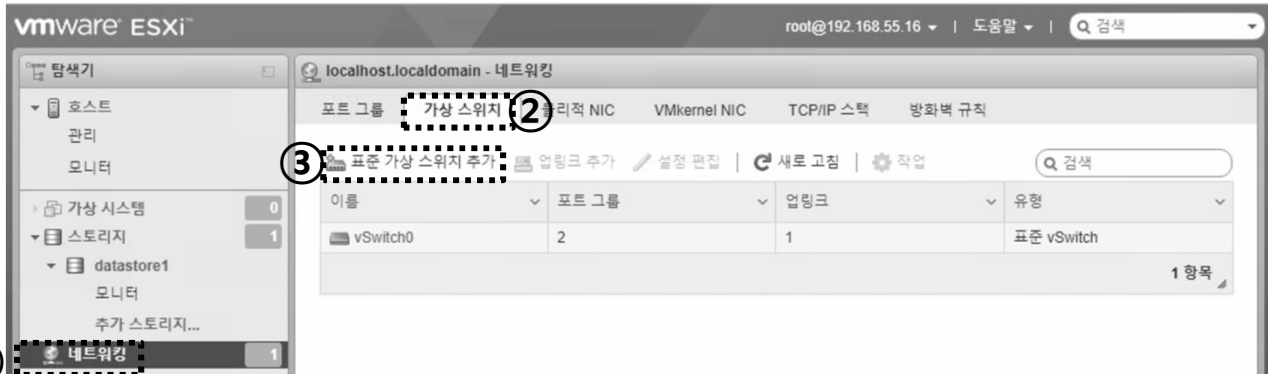 vmware ESXi™
root@192.168.55.16 | 도움말 | 검색
탐색기
호스트
관리
모니터
가상 시스템 0
스토리지 1
datastore1
모니터
추가 스토리지...
네트워킹 1
localhost.localdomain - 네트워킹
포트 그룹 가상 스위치 ② 물리적 NIC VMkernel NIC TCP/IP 스택 방화벽 규칙
③ 표준 가상 스위치 추가 업링크 추가 설정 편집 | 새로 고침 | 작업 검색
이름 포트 그룹 업링크 유형
vSwitch0 2 1 표준 vSwitch
1 항목